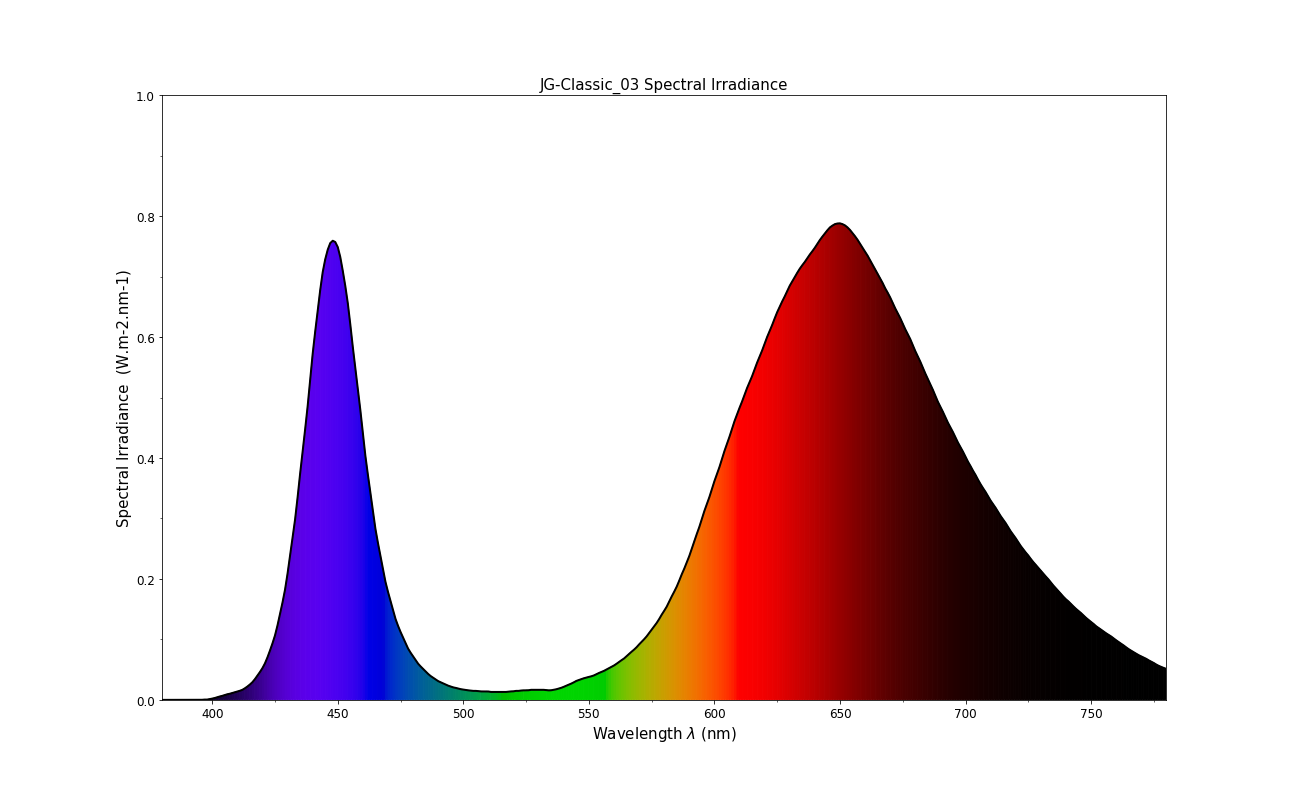 JG-Classic_03 Spectral Irradiance
1.0
0.8
0.6
0.4
0.2
0.0
Spectral Irradiance (W.m-2.nm-1)
400 450 500 550 600 650 700 750
Wavelength λ (nm)